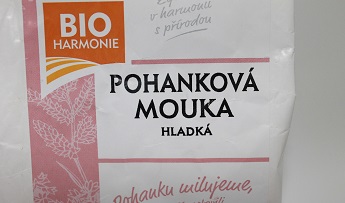 v harmonii
s přírodou
BIO
HARMONIE
POHANKOVÁ
MOUKA
HLADKÁ
Pohanku milujeme,